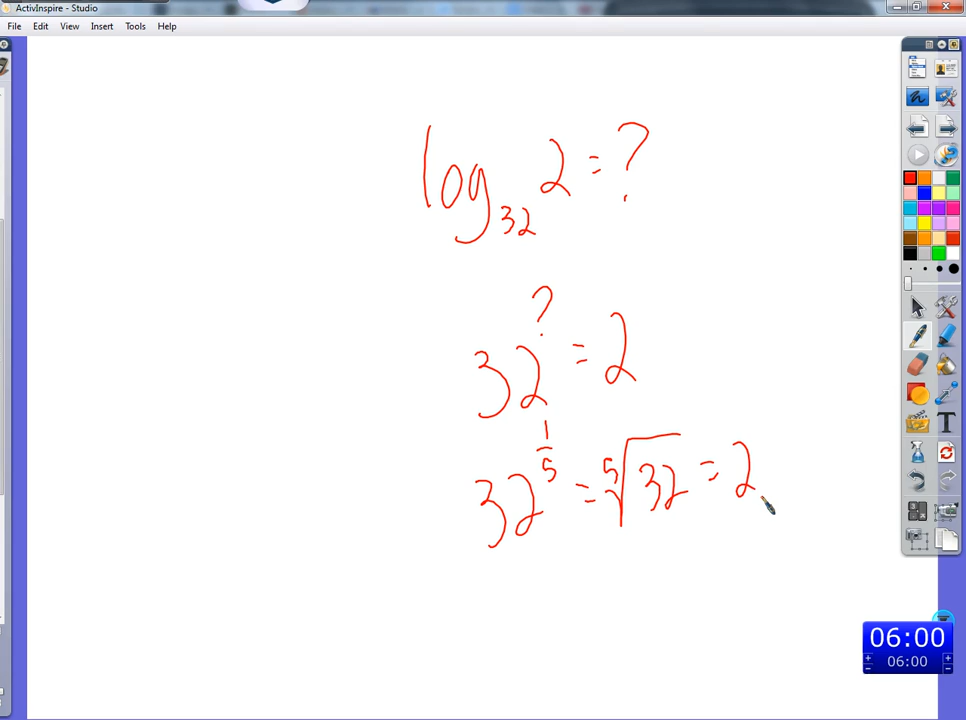 ActivInspire - Studio
File Edit View Insert Tools Help
log₃₂ 2 = ?
32^? = 2
32^(1/5) = ⁵√32 = 2
T
06:00
+ 06:00 +
− −